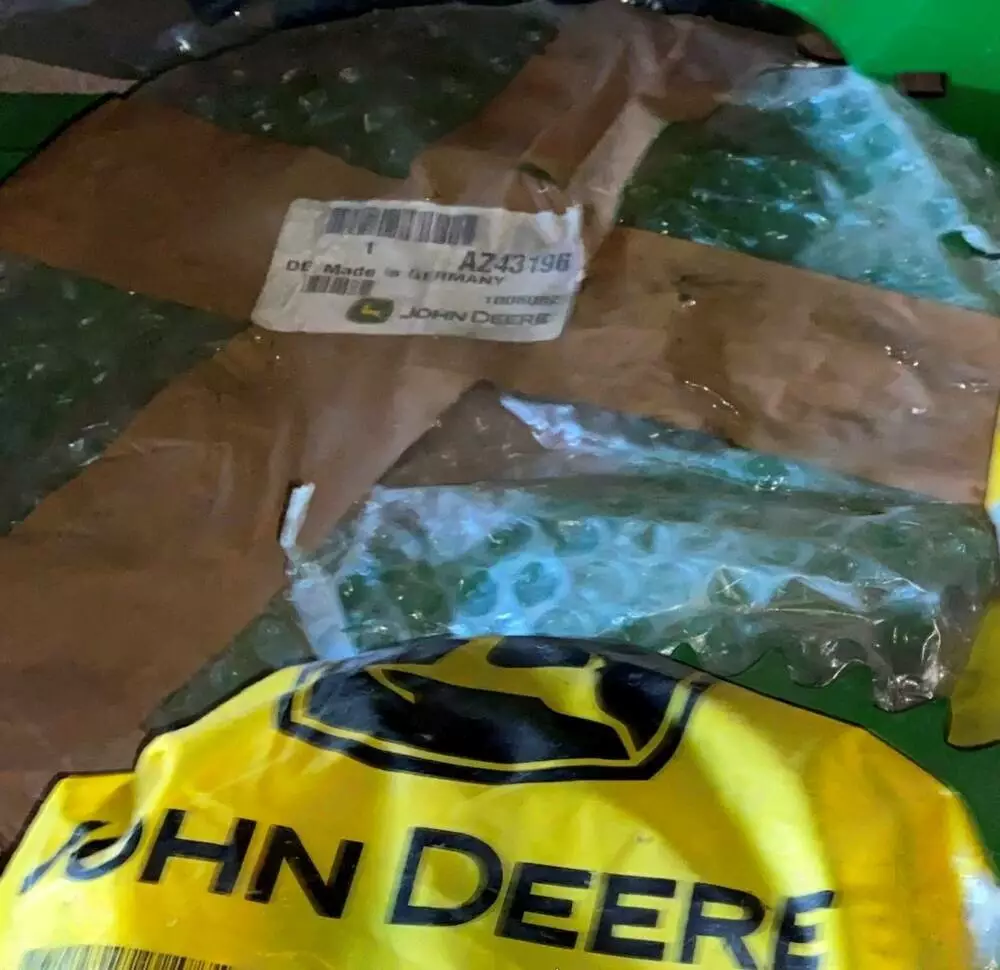 1
AZ43196
DE Made in GERMANY
JOHN DEERE
JOHN DEERE